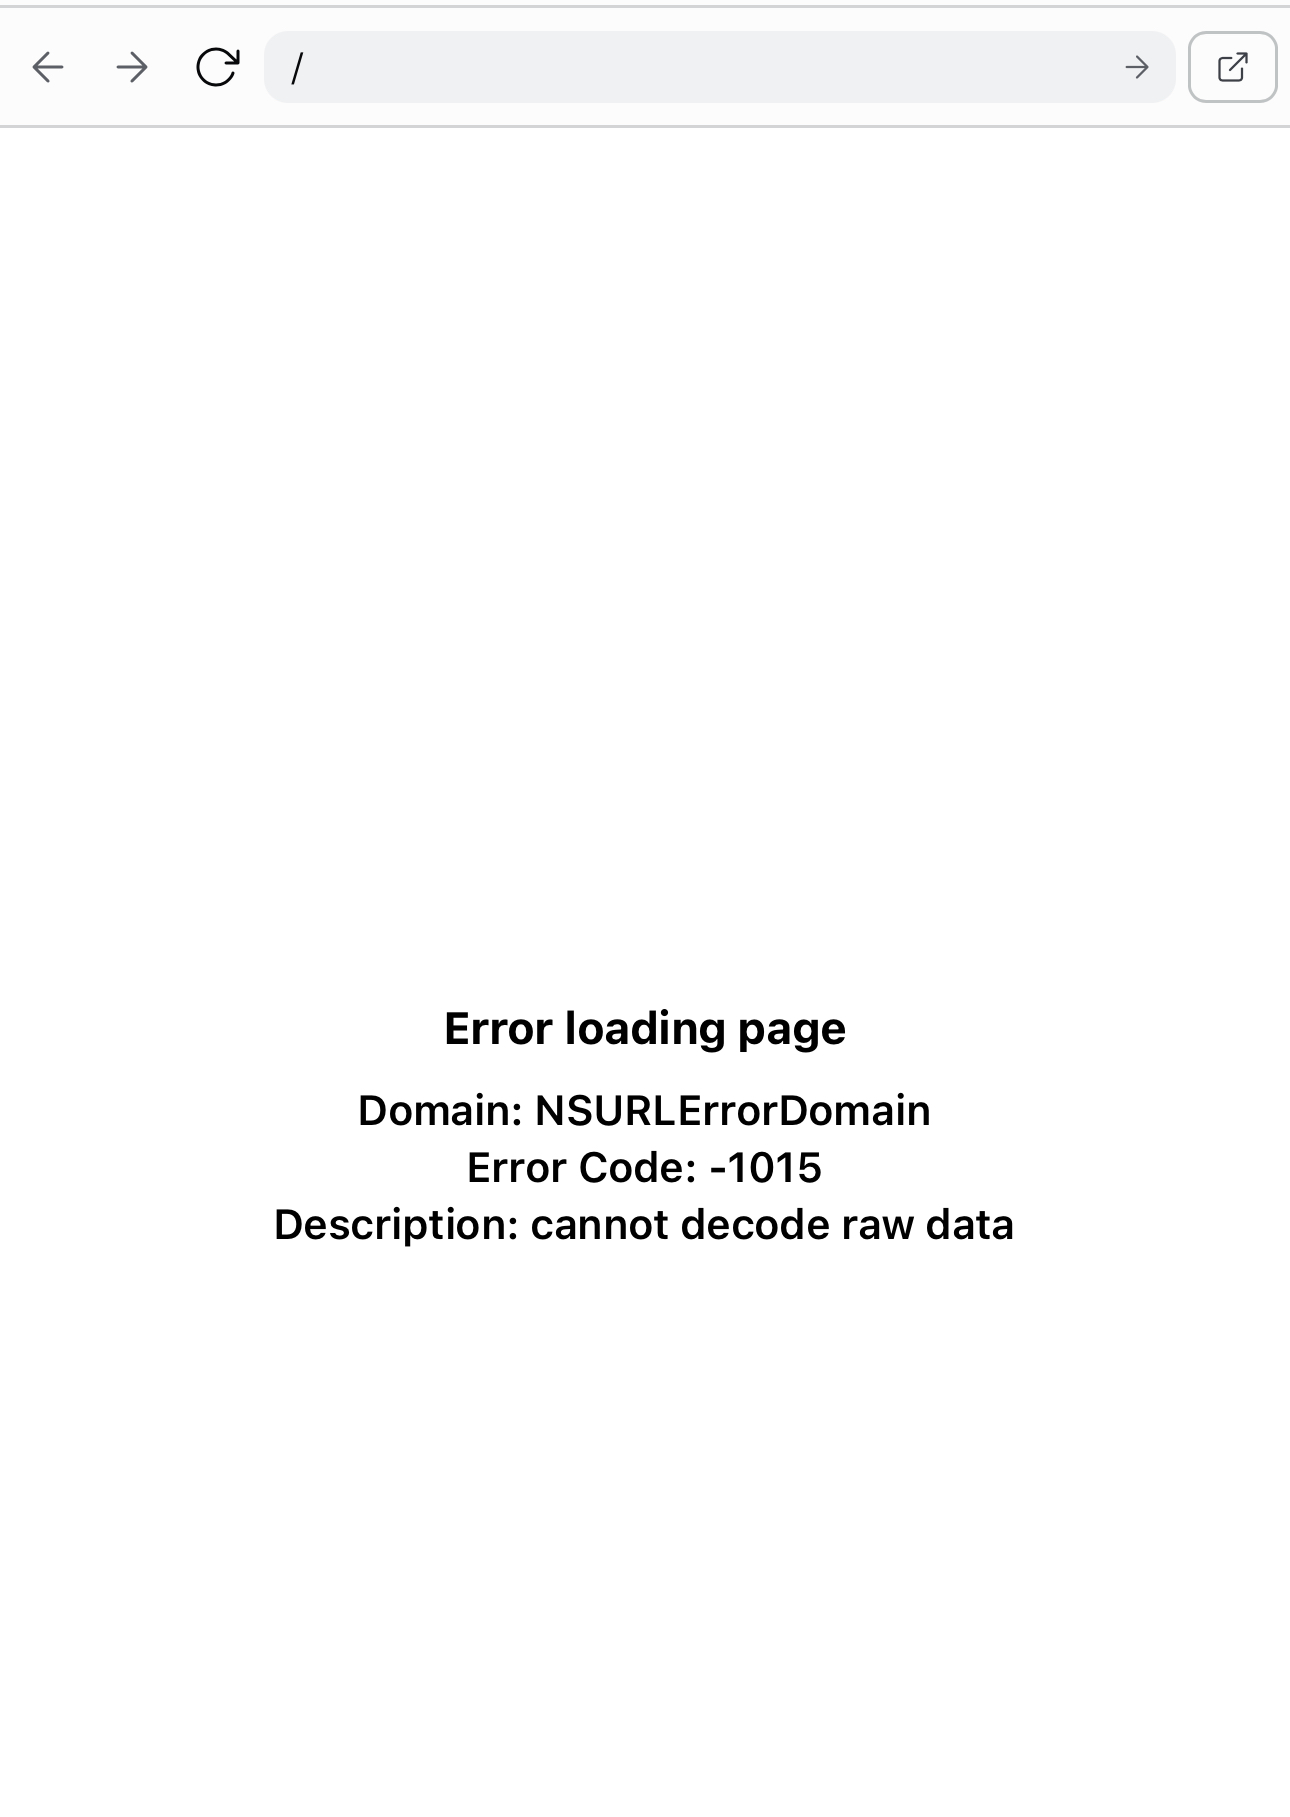 /
Error loading page
Domain: NSURLErrorDomain
Error Code: -1015
Description: cannot decode raw data